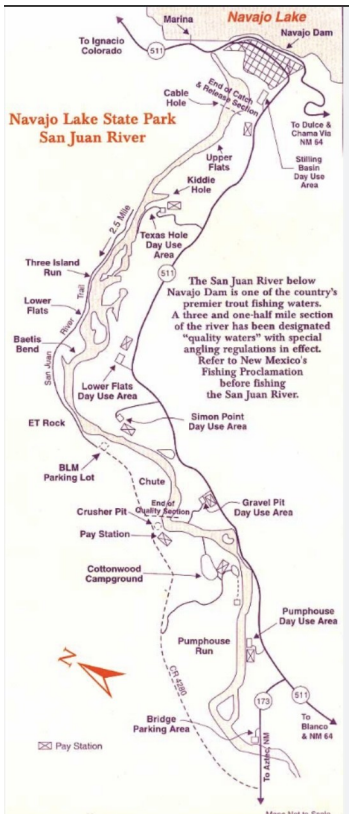 Marina
Navajo Lake
To Ignacio
Colorado
511
Navajo Dam
End of Catch
& Release Section
Cable
Hole
Navajo Lake State Park
San Juan River
To Dulce &
Chama Via
NM 64
Upper
Flats
Stilling
Basin
Day Use
Area
Kiddie
Hole
2.5 Mile
Texas Hole
Day Use
Area
511
Three Island
Run
Trail
River
San Juan
Lower
Flats
Baetis
Bend
The San Juan River below
Navajo Dam is one of the country's
premier trout fishing waters.
A three and one-half mile section
of the river has been designated
"quality waters" with special
angling regulations in effect.
Refer to New Mexico's
Fishing Proclamation
before fishing
the San Juan River.
Lower Flats
Day Use Area
Simon Point
Day Use Area
ET Rock
BLM
Parking Lot
Chute
End of
Quality Section
Gravel Pit
Day Use Area
Crusher Pit
Pay Station
Cottonwood
Campground
Pumphouse
Day Use Area
Pumphouse
Run
N
CR 4280
173
511
To
Blanco
& NM 64
Bridge
Parking Area
Pay Station
To Aztec, NM